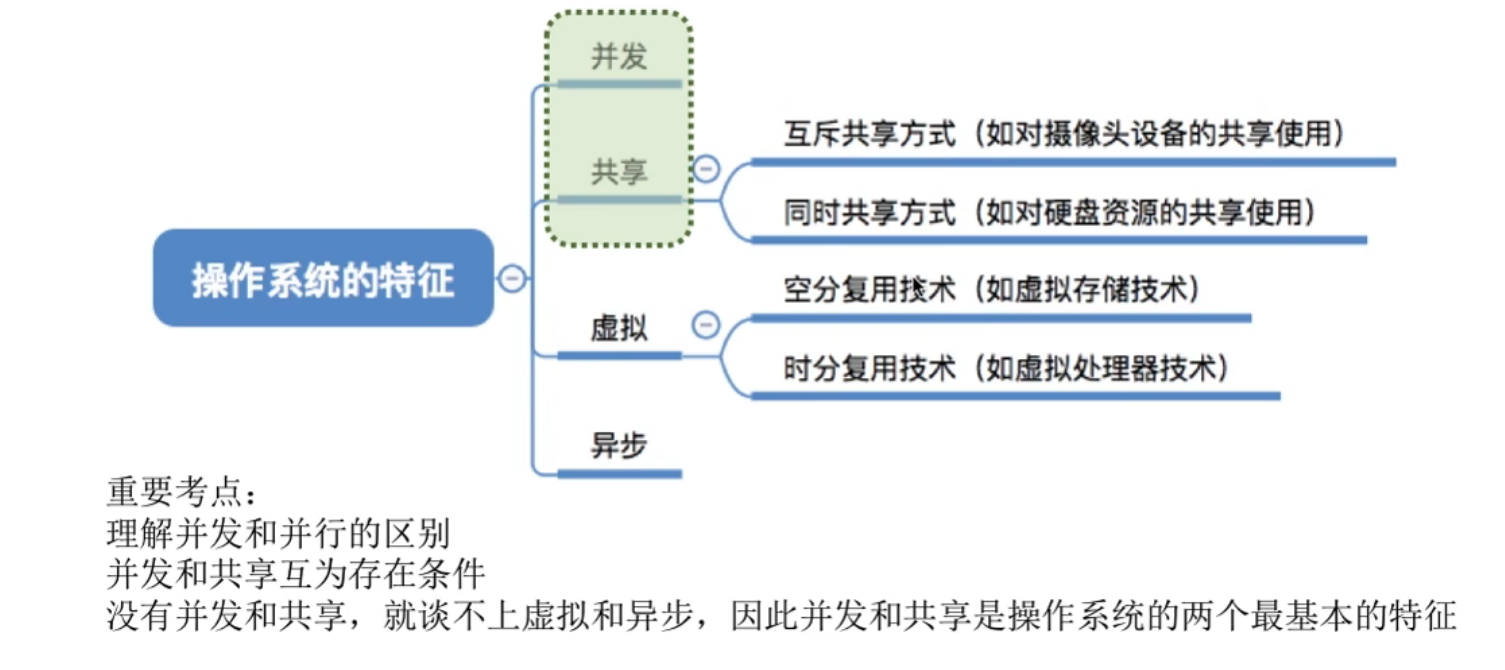 并发
共享
互斥共享方式（如对摄像头设备的共享使用）
同时共享方式（如对硬盘资源的共享使用）
操作系统的特征
虚拟
空分复用技术（如虚拟存储技术）
时分复用技术（如虚拟处理器技术）
异步
重要考点：
理解并发和并行的区别
并发和共享互为存在条件
没有并发和共享，就谈不上虚拟和异步，因此并发和共享是操作系统的两个最基本的特征